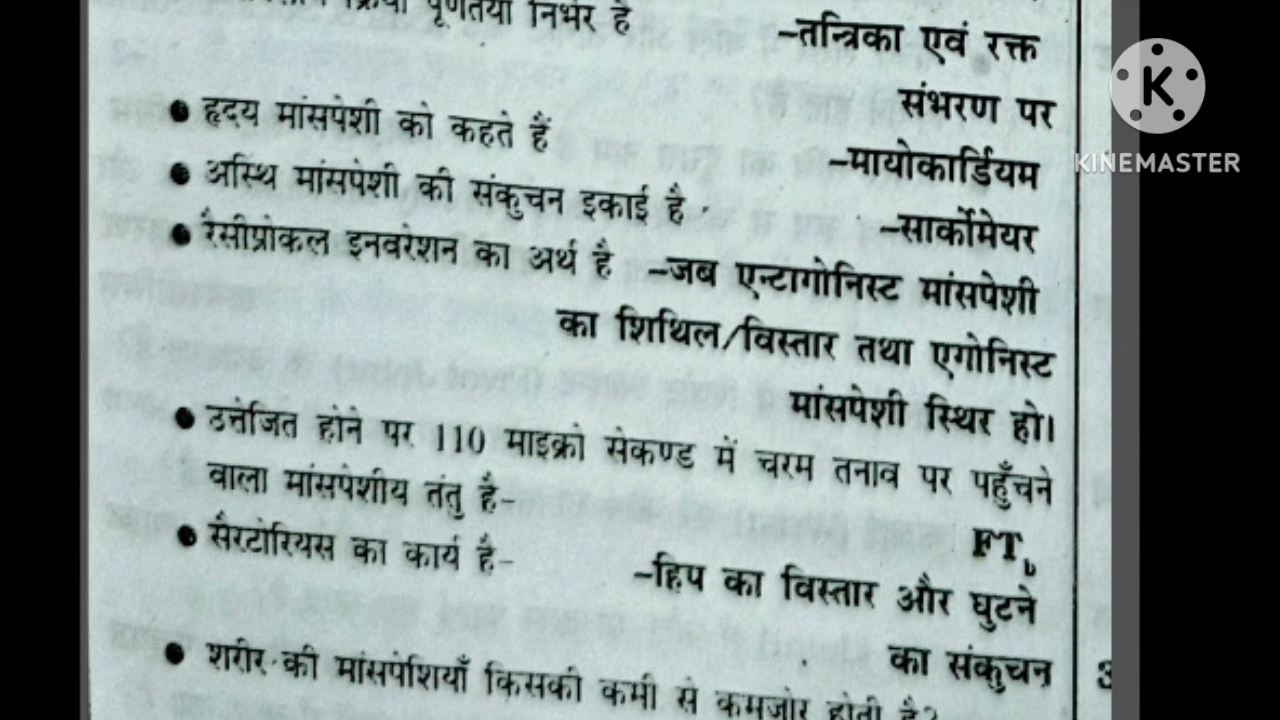 क्रिया पूर्णतया निर्भर है
-तन्त्रिका एवं रक्त
संभरण पर
● हृदय मांसपेशी को कहते हैं
-मायोकार्डियम
● अस्थि मांसपेशी की संकुचन इकाई है
-सार्कोमेयर
● रैसीप्रोकल इनवरेशन का अर्थ है -जब एन्टागोनिस्ट मांसपेशी
का शिथिल/विस्तार तथा एगोनिस्ट
मांसपेशी स्थिर हो।
● उत्तेजित होने पर 110 माइक्रो सेकण्ड में चरम तनाव पर पहुँचने
वाला मांसपेशीय तंतु है-
FTb
● सैरटोरियस का कार्य है-
-हिप का विस्तार और घुटने
का संकुचन
● शरीर की मांसपेशियाँ किसकी कमी से कमजोर होती है?
3
K
KINEMASTER